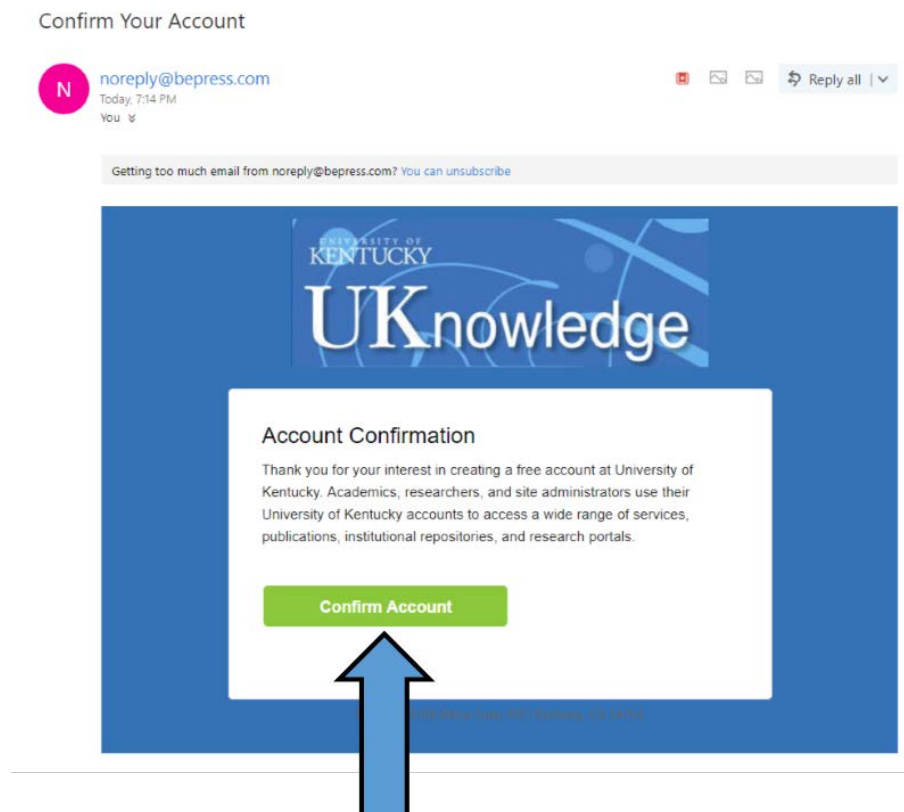 Confirm Your Account
N
noreply@bepress.com
Today, 7:14 PM
You
Reply all
Getting too much email from noreply@bepress.com? You can unsubscribe
UNIVERSITY OF
KENTUCKY
UKnowledge
Account Confirmation
Thank you for your interest in creating a free account at University of
Kentucky. Academics, researchers, and site administrators use their
University of Kentucky accounts to access a wide range of services,
publications, institutional repositories, and research portals.
Confirm Account